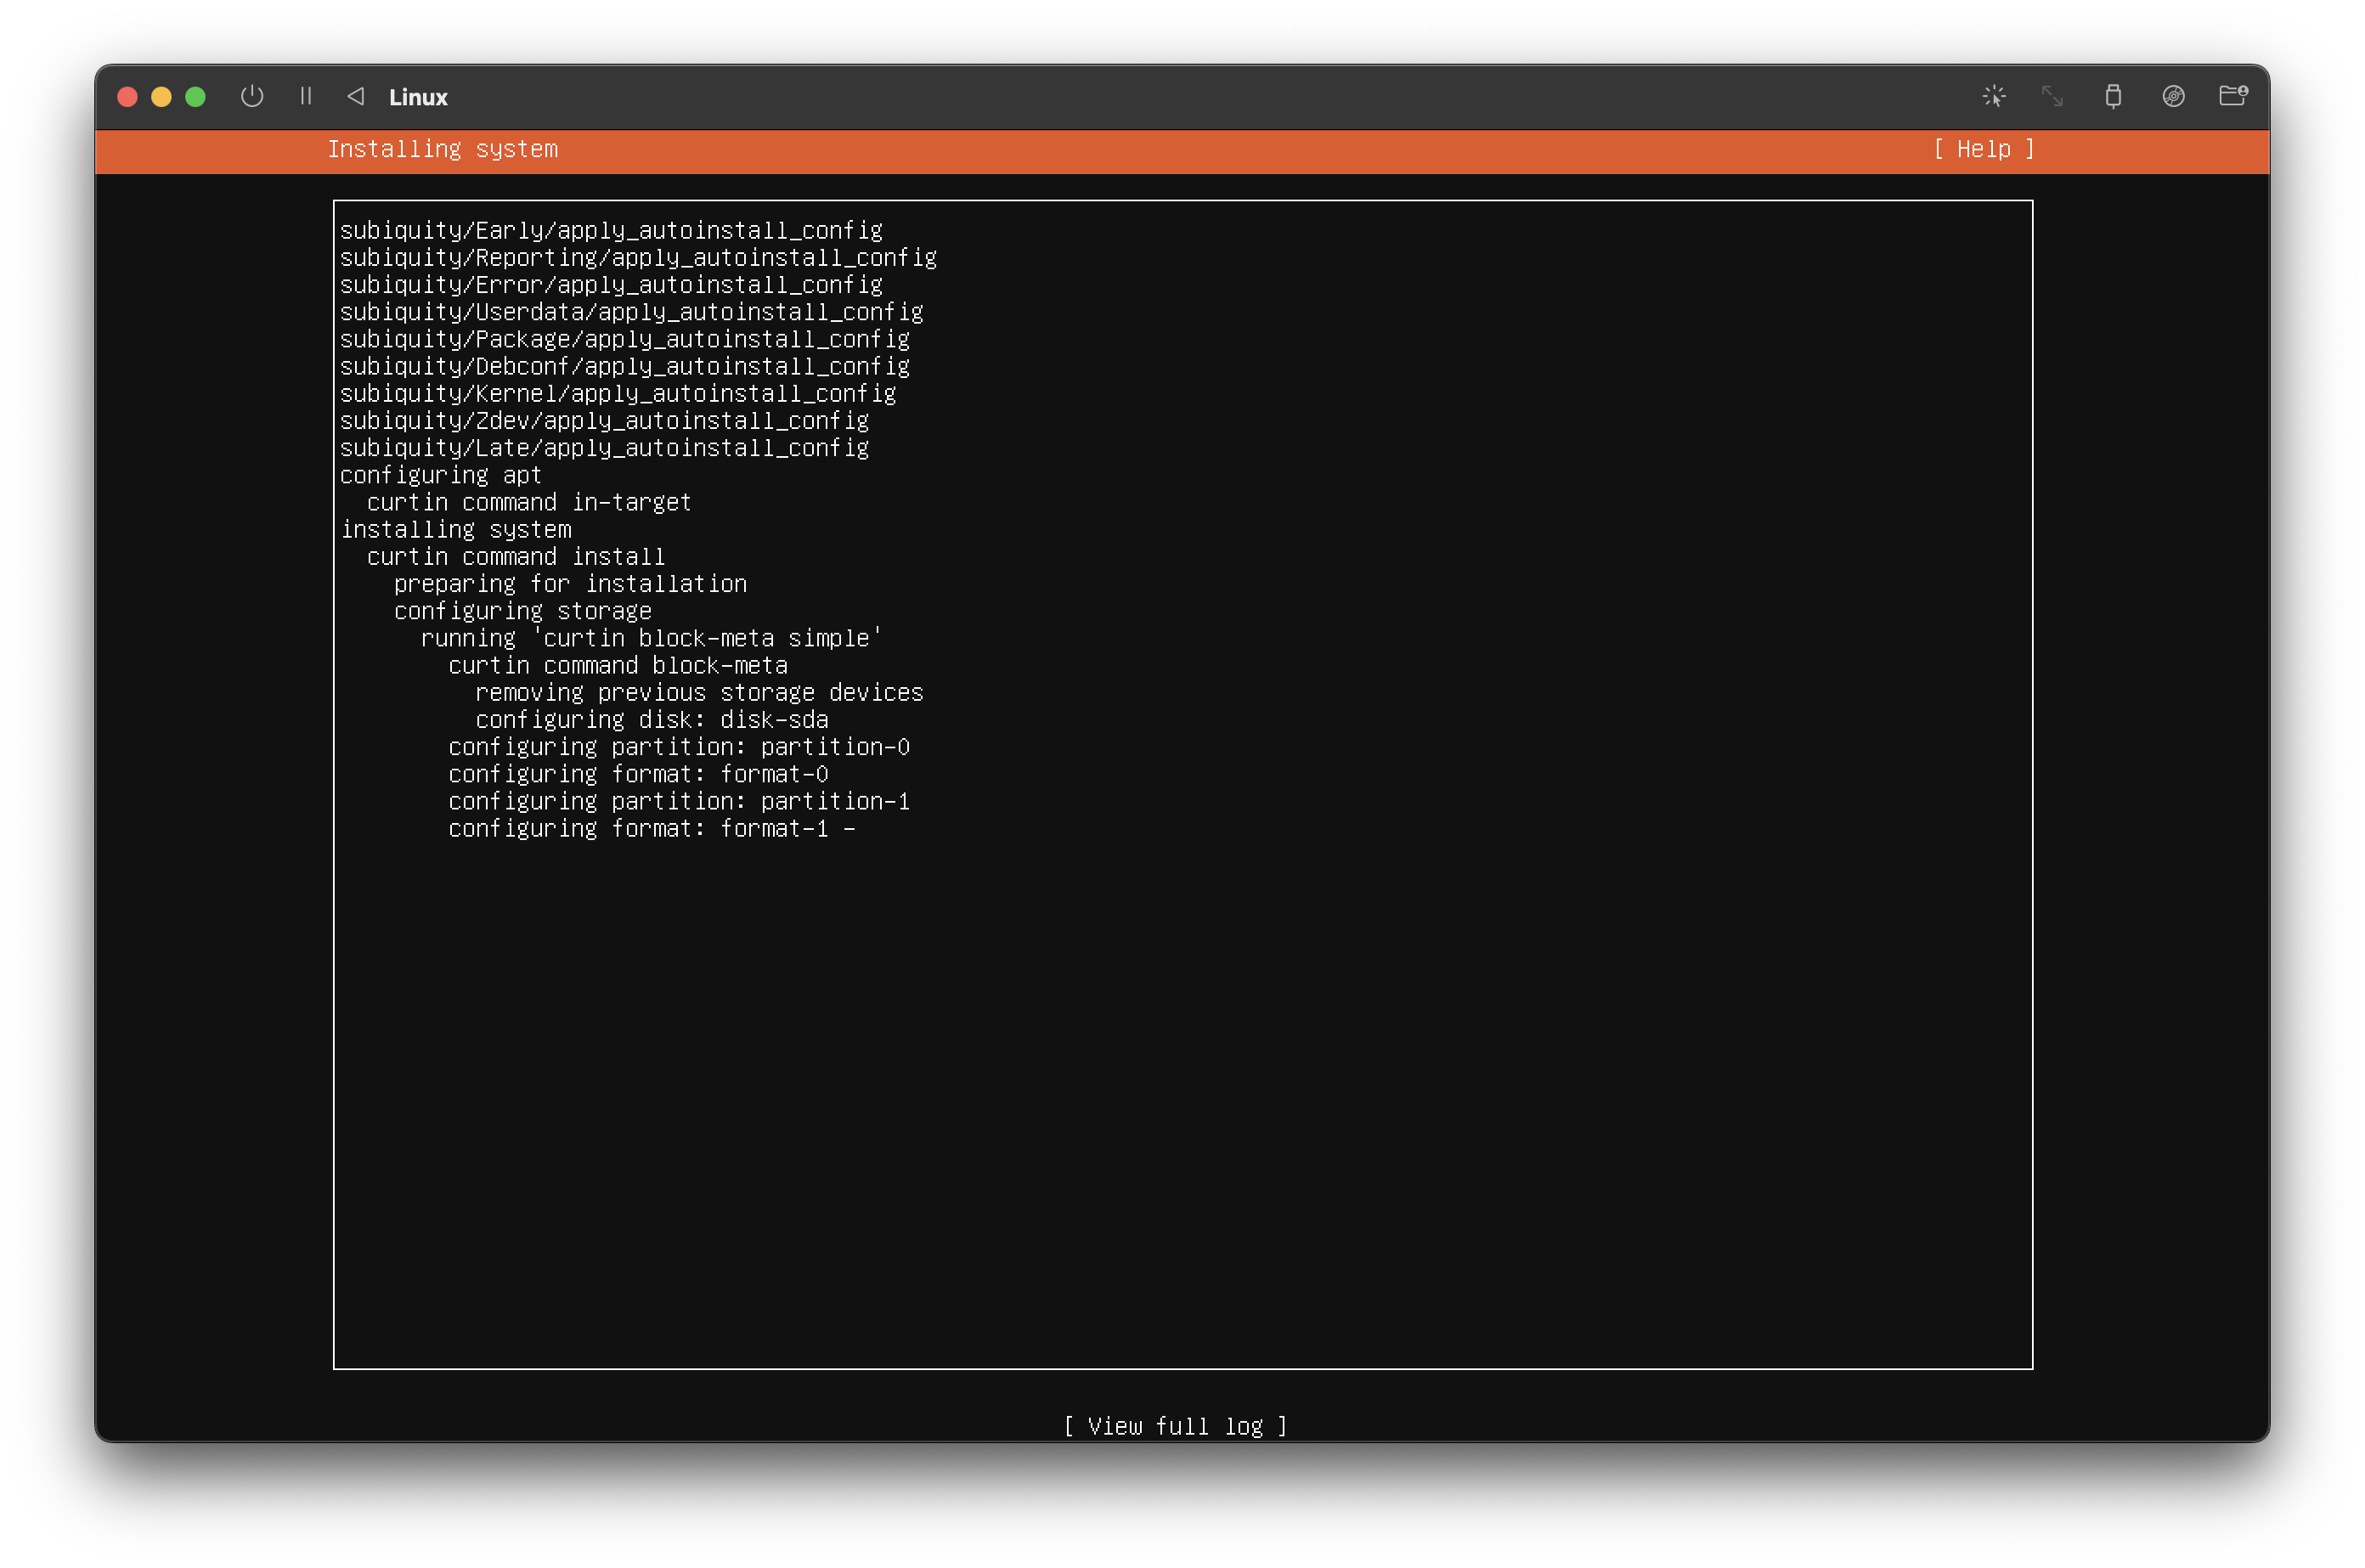 Linux
Installing system [ Help ]
subiquity/Early/apply_autoinstall_config
subiquity/Reporting/apply_autoinstall_config
subiquity/Error/apply_autoinstall_config
subiquity/Userdata/apply_autoinstall_config
subiquity/Package/apply_autoinstall_config
subiquity/Debconf/apply_autoinstall_config
subiquity/Kernel/apply_autoinstall_config
subiquity/Zdev/apply_autoinstall_config
subiquity/Late/apply_autoinstall_config
configuring apt
  curtin command in-target
installing system
  curtin command install
    preparing for installation
    configuring storage
      running 'curtin block-meta simple'
        curtin command block-meta
          removing previous storage devices
          configuring disk: disk-sda
        configuring partition: partition-0
        configuring format: format-0
        configuring partition: partition-1
        configuring format: format-1 -
[ View full log ]